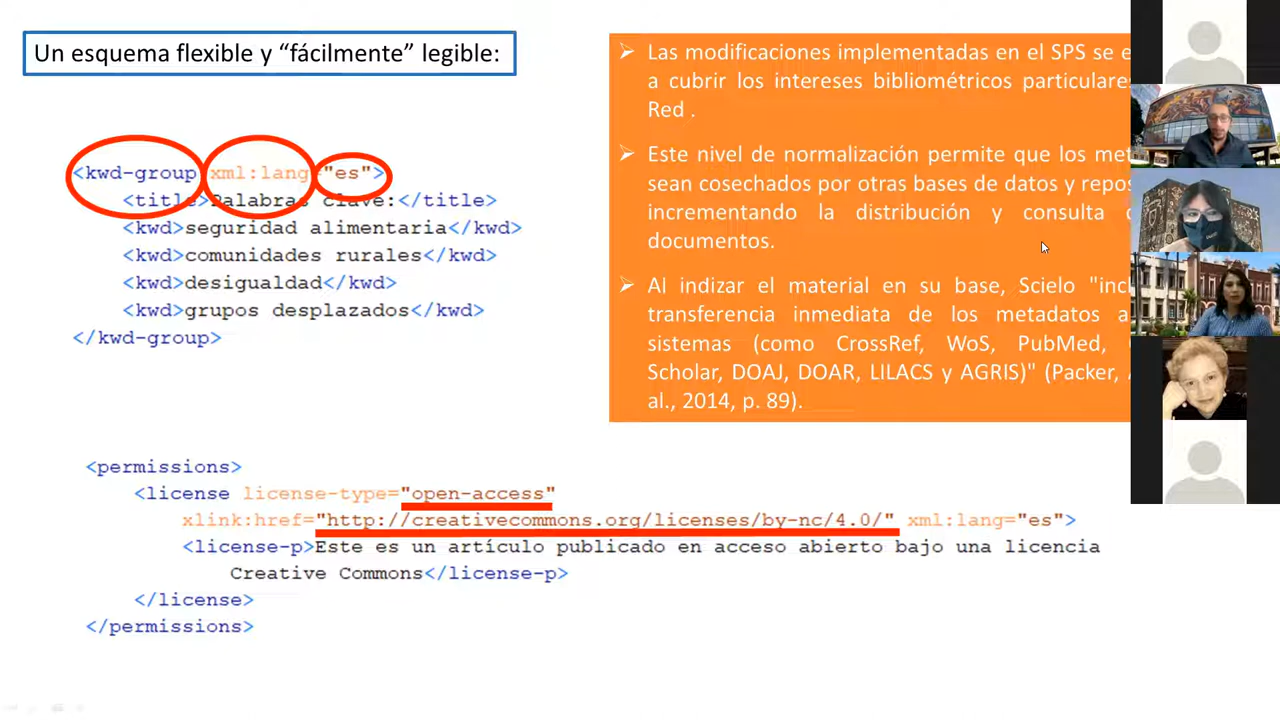 Un esquema flexible y “fácilmente” legible:
<kwd-group xml:lang="es">
<title>Palabras clave:</title>
<kwd>seguridad alimentaria</kwd>
<kwd>comunidades rurales</kwd>
<kwd>desigualdad</kwd>
<kwd>grupos desplazados</kwd>
</kwd-group>
Las modificaciones implementadas en el SPS se
a cubrir los intereses bibliométricos particulares
Red .
Este nivel de normalización permite que los
sean cosechados por otras bases de datos y
incrementando la distribución y consulta
documentos.
Al indizar el material en su base, Scielo
transferencia inmediata de los metadatos
sistemas (como CrossRef, WoS, PubMed,
Scholar, DOAJ, DOAR, LILACS y AGRIS)" (Packer,
al., 2014, p. 89).
<permissions>
<license license-type="open-access"
xlink:href="http://creativecommons.org/licenses/by-nc/4.0/" xml:lang="es">
<license-p>Este es un artículo publicado en acceso abierto bajo una licencia
Creative Commons</license-p>
</license>
</permissions>